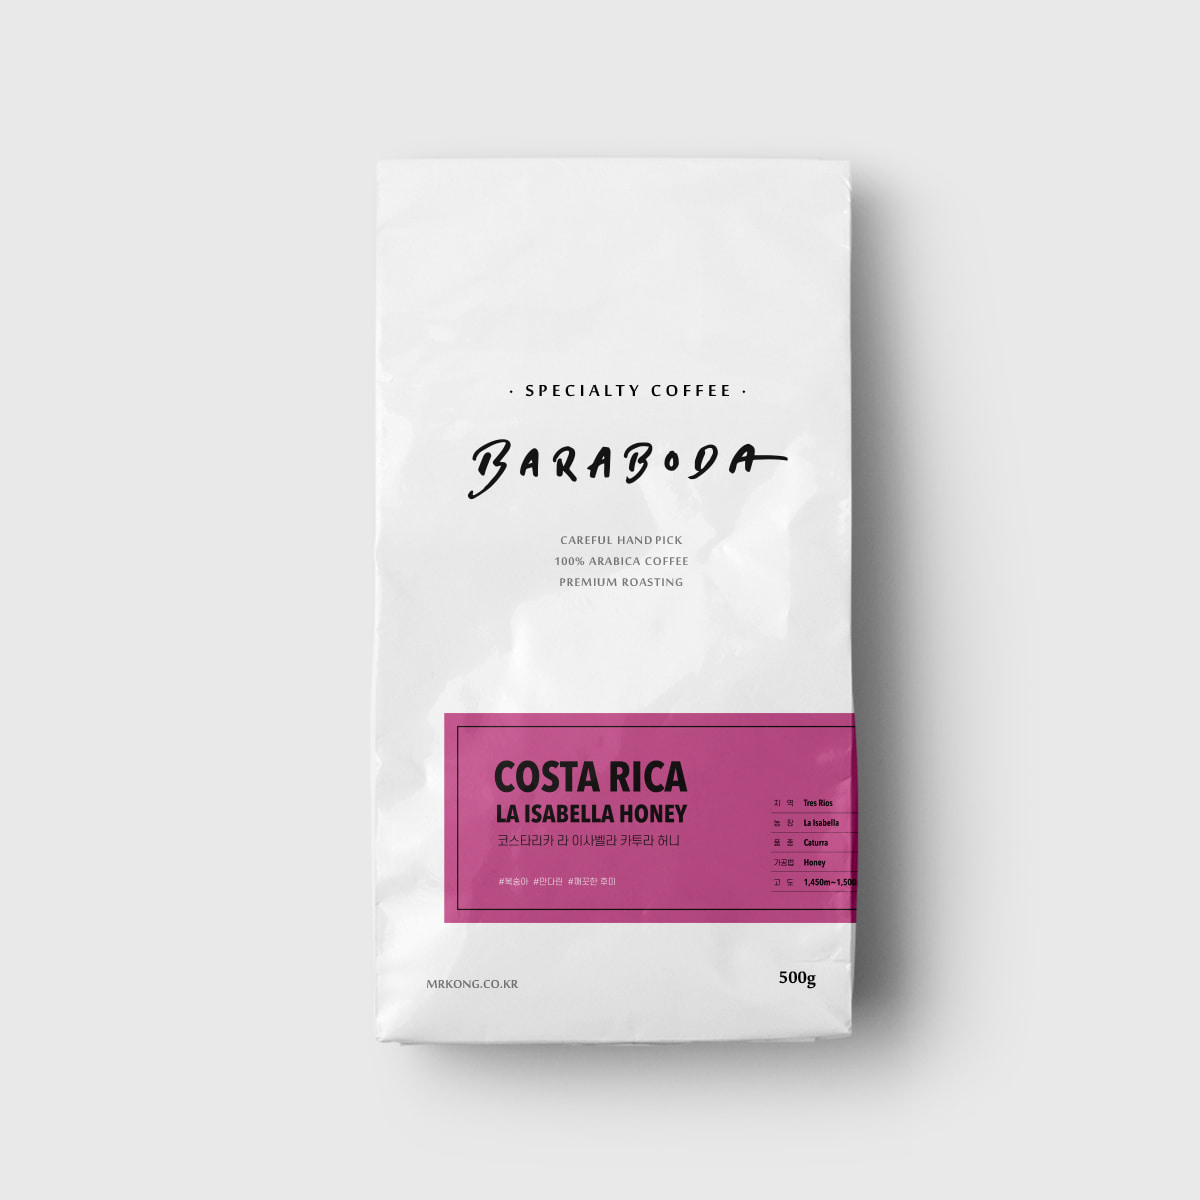 · SPECIALTY COFFEE ·
BARABODA
CAREFUL HAND PICK
100% ARABICA COFFEE
PREMIUM ROASTING
COSTA RICA
LA ISABELLA HONEY
코스타리카 라 이사벨라 카투라 허니
#복숭아 #만다린 #깨끗한 후미
지 역 Tres Rios
농 장 La Isabella
품 종 Caturra
가공법 Honey
고 도 1,450m~1,500
MRKONG.CO.KR
500g